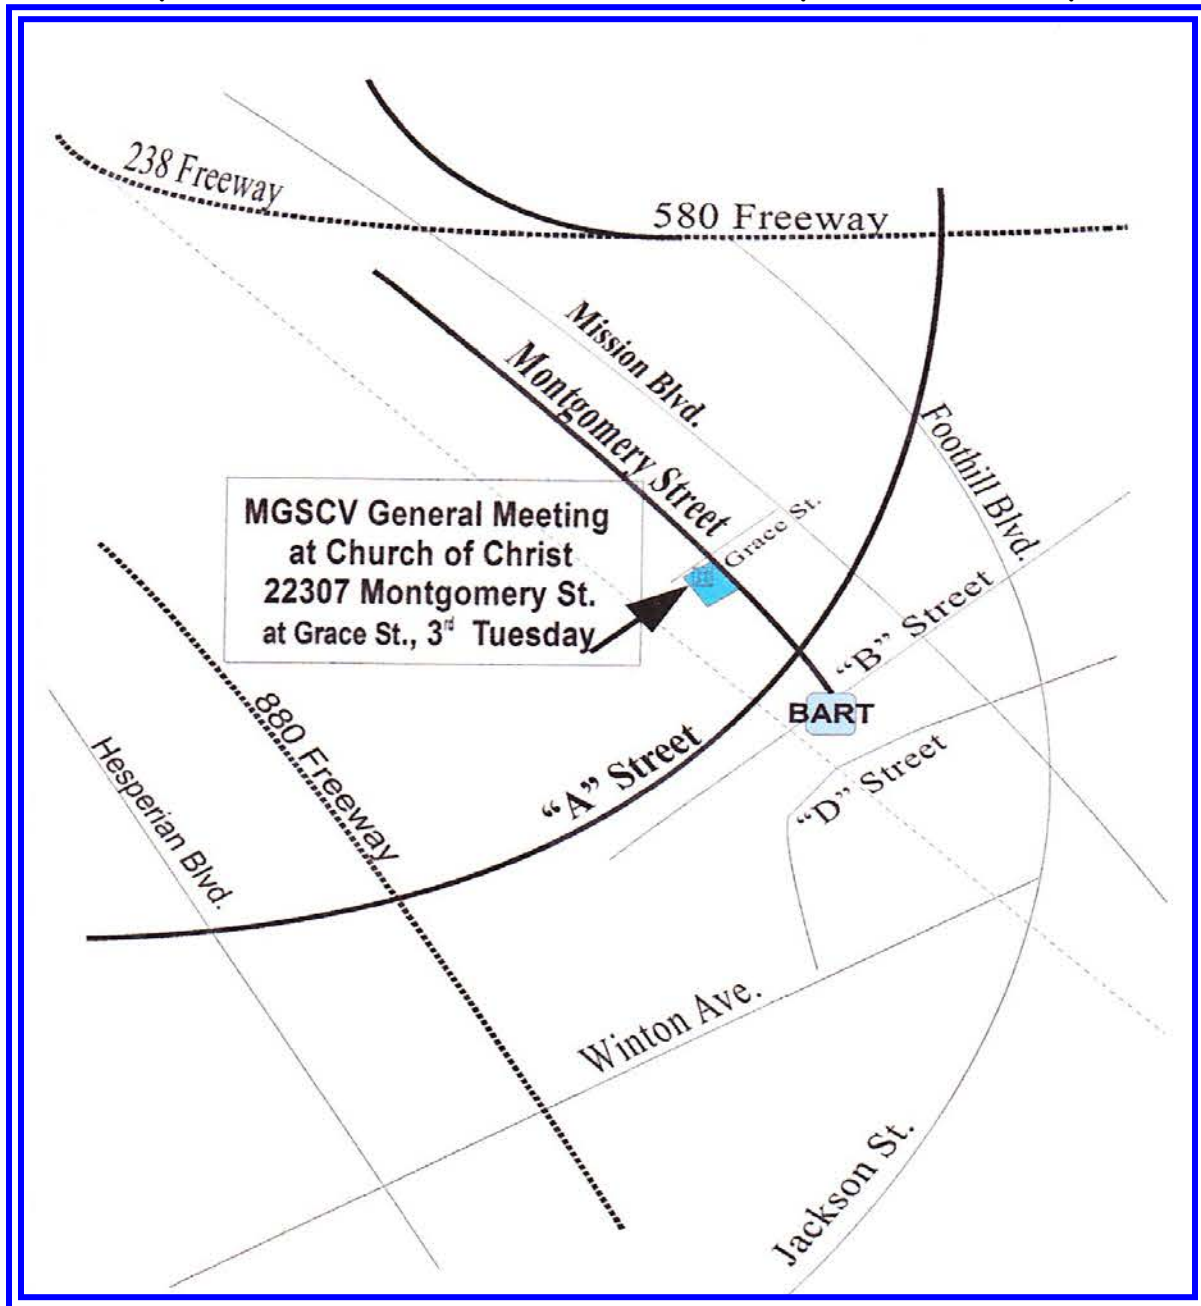 238 Freeway
580 Freeway
Mission Blvd.
Montgomery Street
Foothill Blvd.
Grace St.
MGSCV General Meeting
at Church of Christ
22307 Montgomery St.
at Grace St., 3rd Tuesday
"B" Street
BART
880 Freeway
"A" Street
"D" Street
Hesperian Blvd.
Winton Ave.
Jackson St.